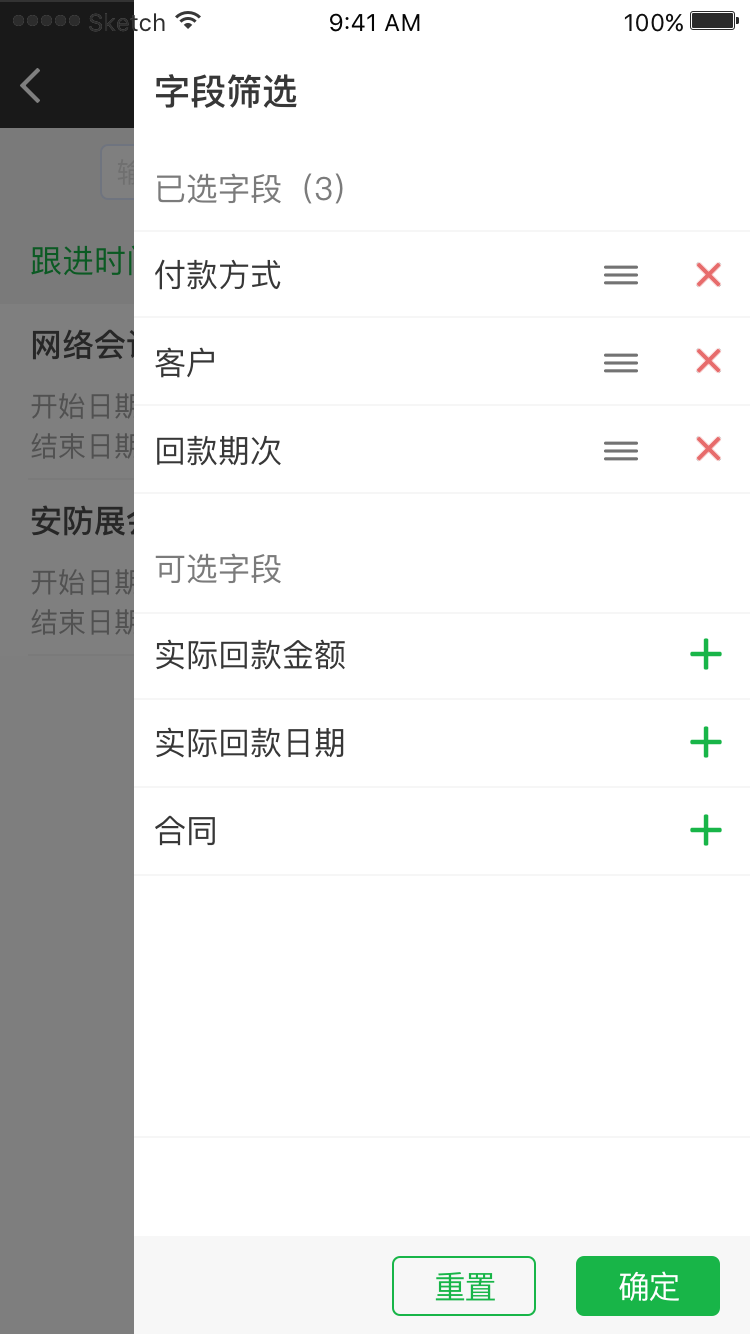 Sketch 9:41 AM 100%
字段筛选
已选字段（3）
输
跟进时间
付款方式
客户
网络会议
开始日期
结束日期
回款期次
安防展会
可选字段
开始日期
结束日期
实际回款金额
实际回款日期
合同
重置 确定